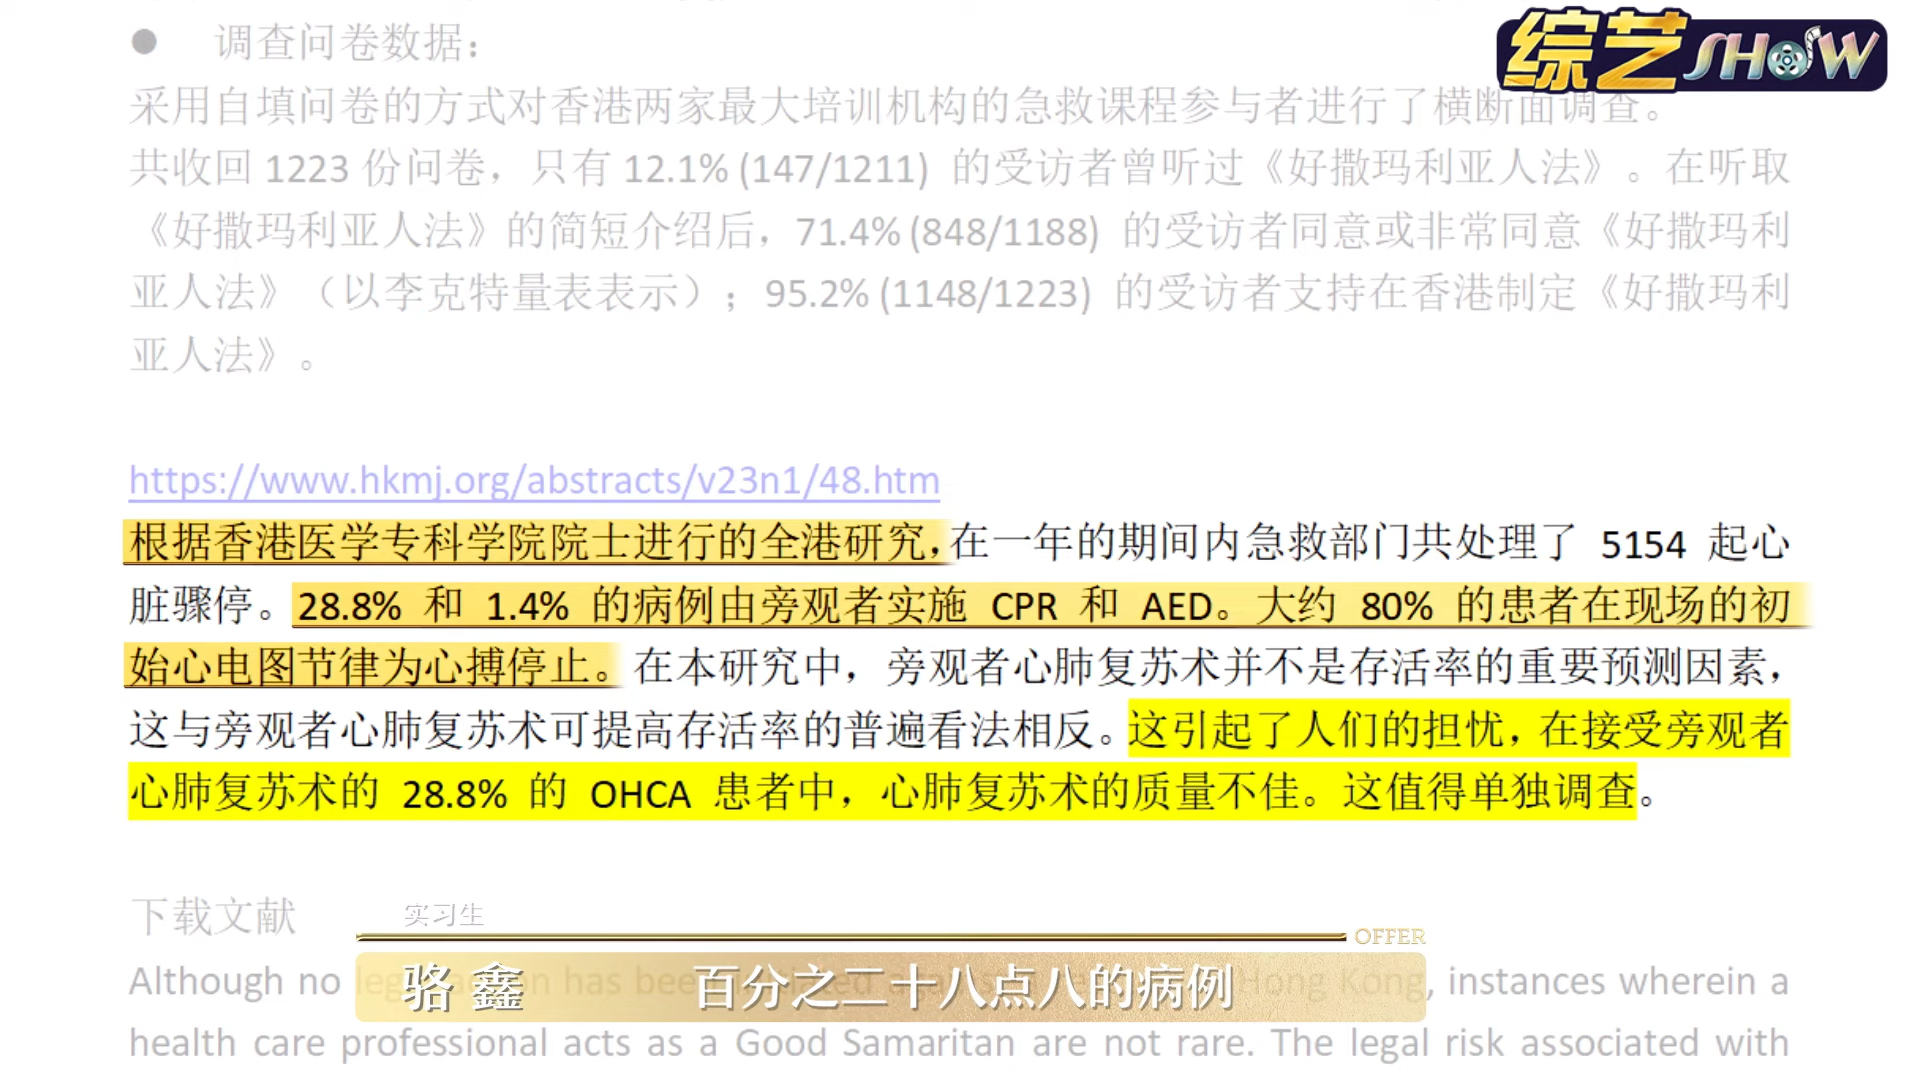 综艺SHOW
● 调查问卷数据：
采用自填问卷的方式对香港两家最大培训机构的急救课程参与者进行了横断面调查。
共收回 1223 份问卷，只有 12.1% (147/1211) 的受访者曾听过《好撒玛利亚人法》。在听取
《好撒玛利亚人法》的简短介绍后，71.4% (848/1188) 的受访者同意或非常同意《好撒玛利
亚人法》（以李克特量表表示）；95.2% (1148/1223) 的受访者支持在香港制定《好撒玛利
亚人法》。
https://www.hkmj.org/abstracts/v23n1/48.htm
根据香港医学专科学院院士进行的全港研究，在一年的期间内急救部门共处理了 5154 起心
脏骤停。28.8% 和 1.4% 的病例由旁观者实施 CPR 和 AED。大约 80% 的患者在现场的初
始心电图节律为心搏停止。在本研究中，旁观者心肺复苏术并不是存活率的重要预测因素，
这与旁观者心肺复苏术可提高存活率的普遍看法相反。这引起了人们的担忧，在接受旁观者
心肺复苏术的 28.8% 的 OHCA 患者中，心肺复苏术的质量不佳。这值得单独调查。
下载文献
实习生
OFFER
骆鑫 百分之二十八点八的病例
Although no has been Hong Kong, instances wherein a
health care professional acts as a Good Samaritan are not rare. The legal risk associated with